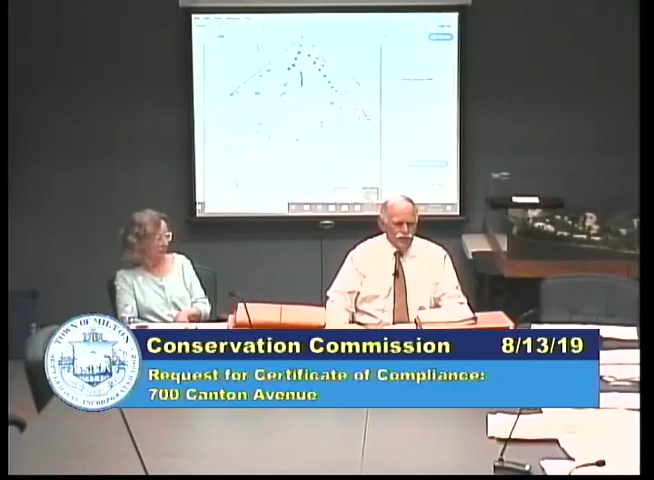 TOWN OF MILTON
Conservation Commission 8/13/19
Request for Certificate of Compliance:
700 Canton Avenue